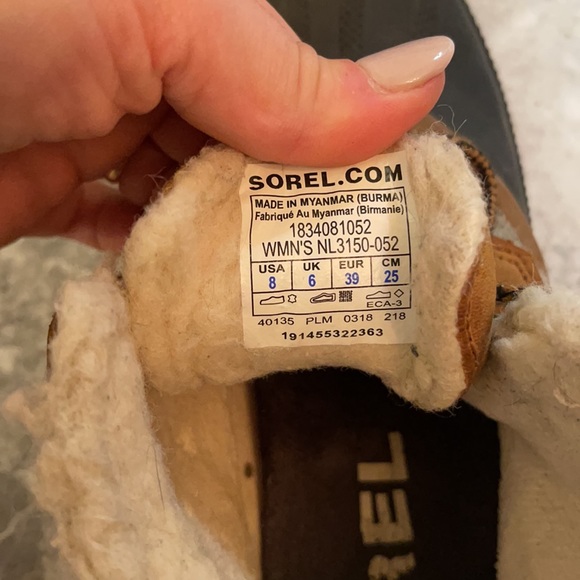 SOREL.COM
MADE IN MYANMAR (BURMA)
Fabriqué Au Myanmar (Birmanie)
1834081052
WMN'S NL3150-052
USA UK EUR CM
8 6 39 25
ECA-3
40135 PLM 0318 218
191455322363
REL